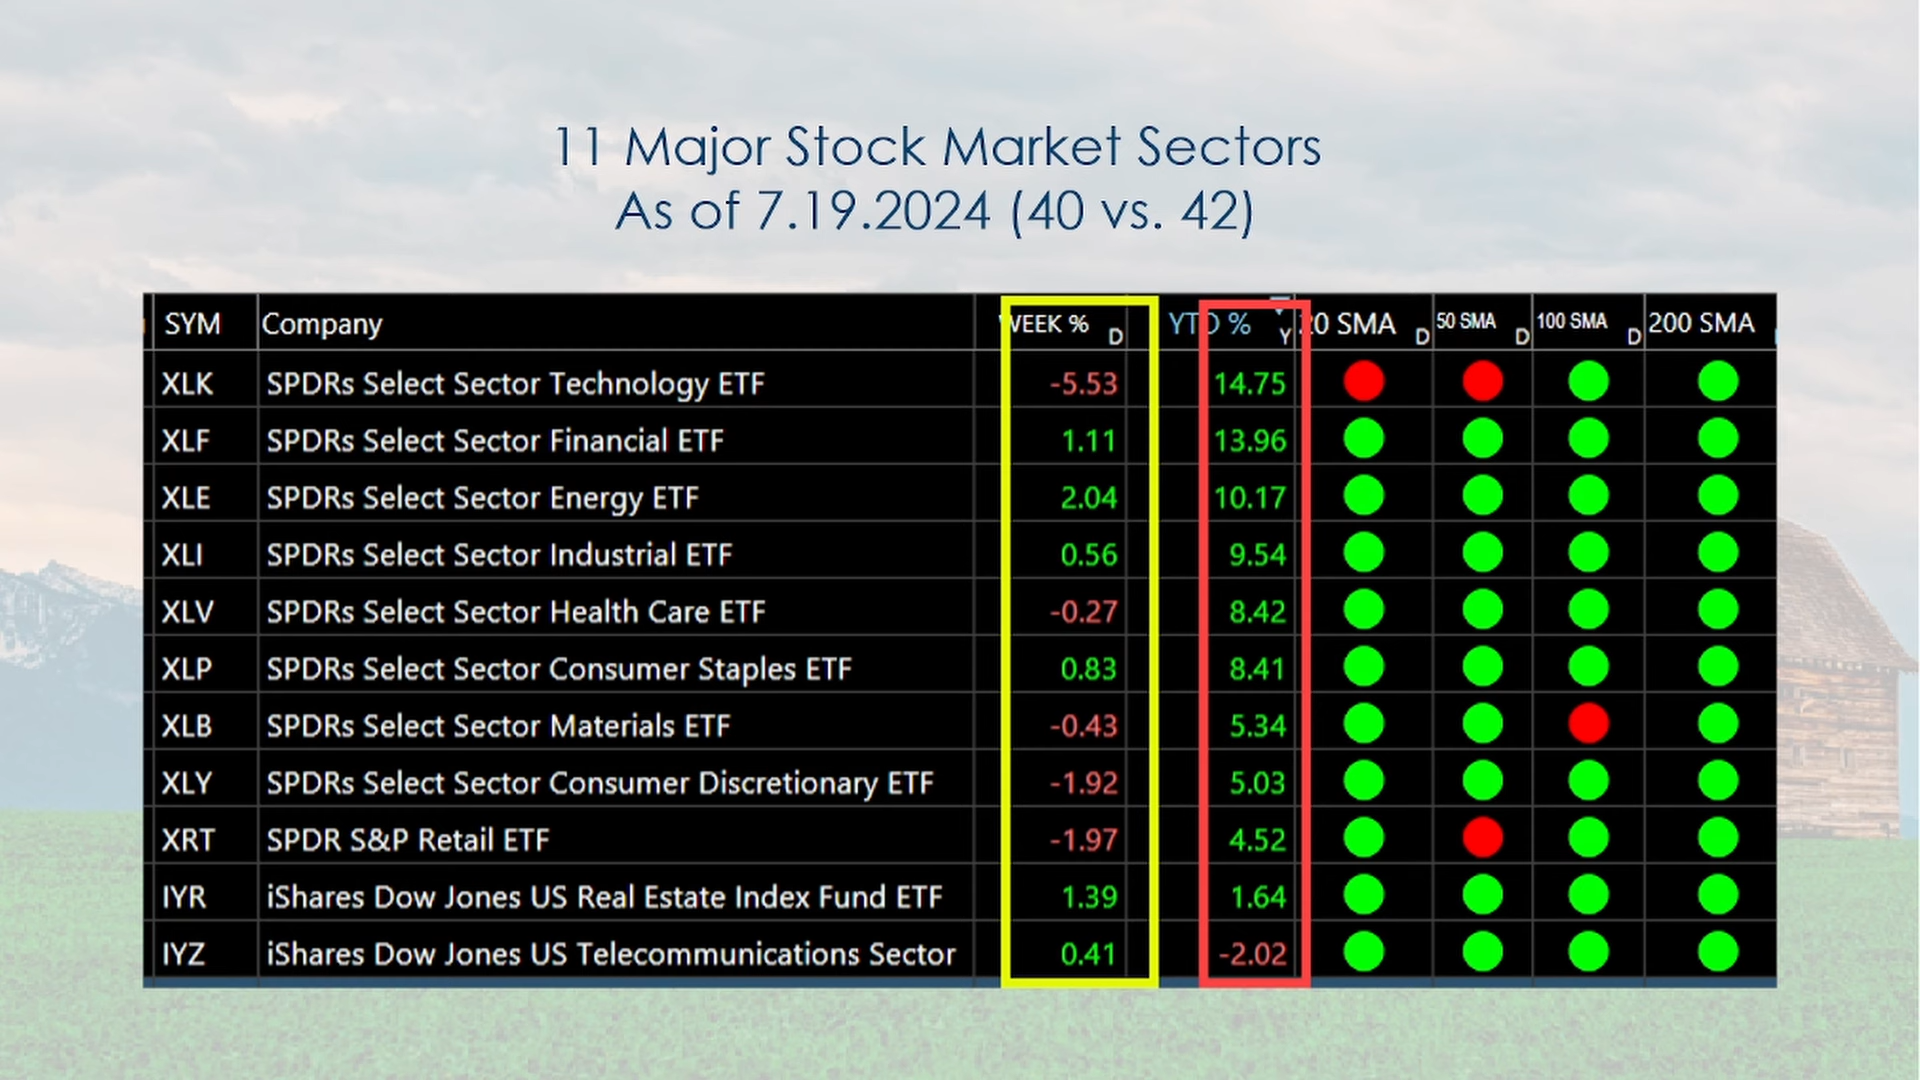 11 Major Stock Market Sectors
As of 7.19.2024 (40 vs. 42)
SYM Company WEEK % D YTD % Y 20 SMA D 50 SMA D 100 SMA D 200 SMA
XLK SPDRs Select Sector Technology ETF -5.53 14.75
XLF SPDRs Select Sector Financial ETF 1.11 13.96
XLE SPDRs Select Sector Energy ETF 2.04 10.17
XLI SPDRs Select Sector Industrial ETF 0.56 9.54
XLV SPDRs Select Sector Health Care ETF -0.27 8.42
XLP SPDRs Select Sector Consumer Staples ETF 0.83 8.41
XLB SPDRs Select Sector Materials ETF -0.43 5.34
XLY SPDRs Select Sector Consumer Discretionary ETF -1.92 5.03
XRT SPDR S&P Retail ETF -1.97 4.52
IYR iShares Dow Jones US Real Estate Index Fund ETF 1.39 1.64
IYZ iShares Dow Jones US Telecommunications Sector 0.41 -2.02